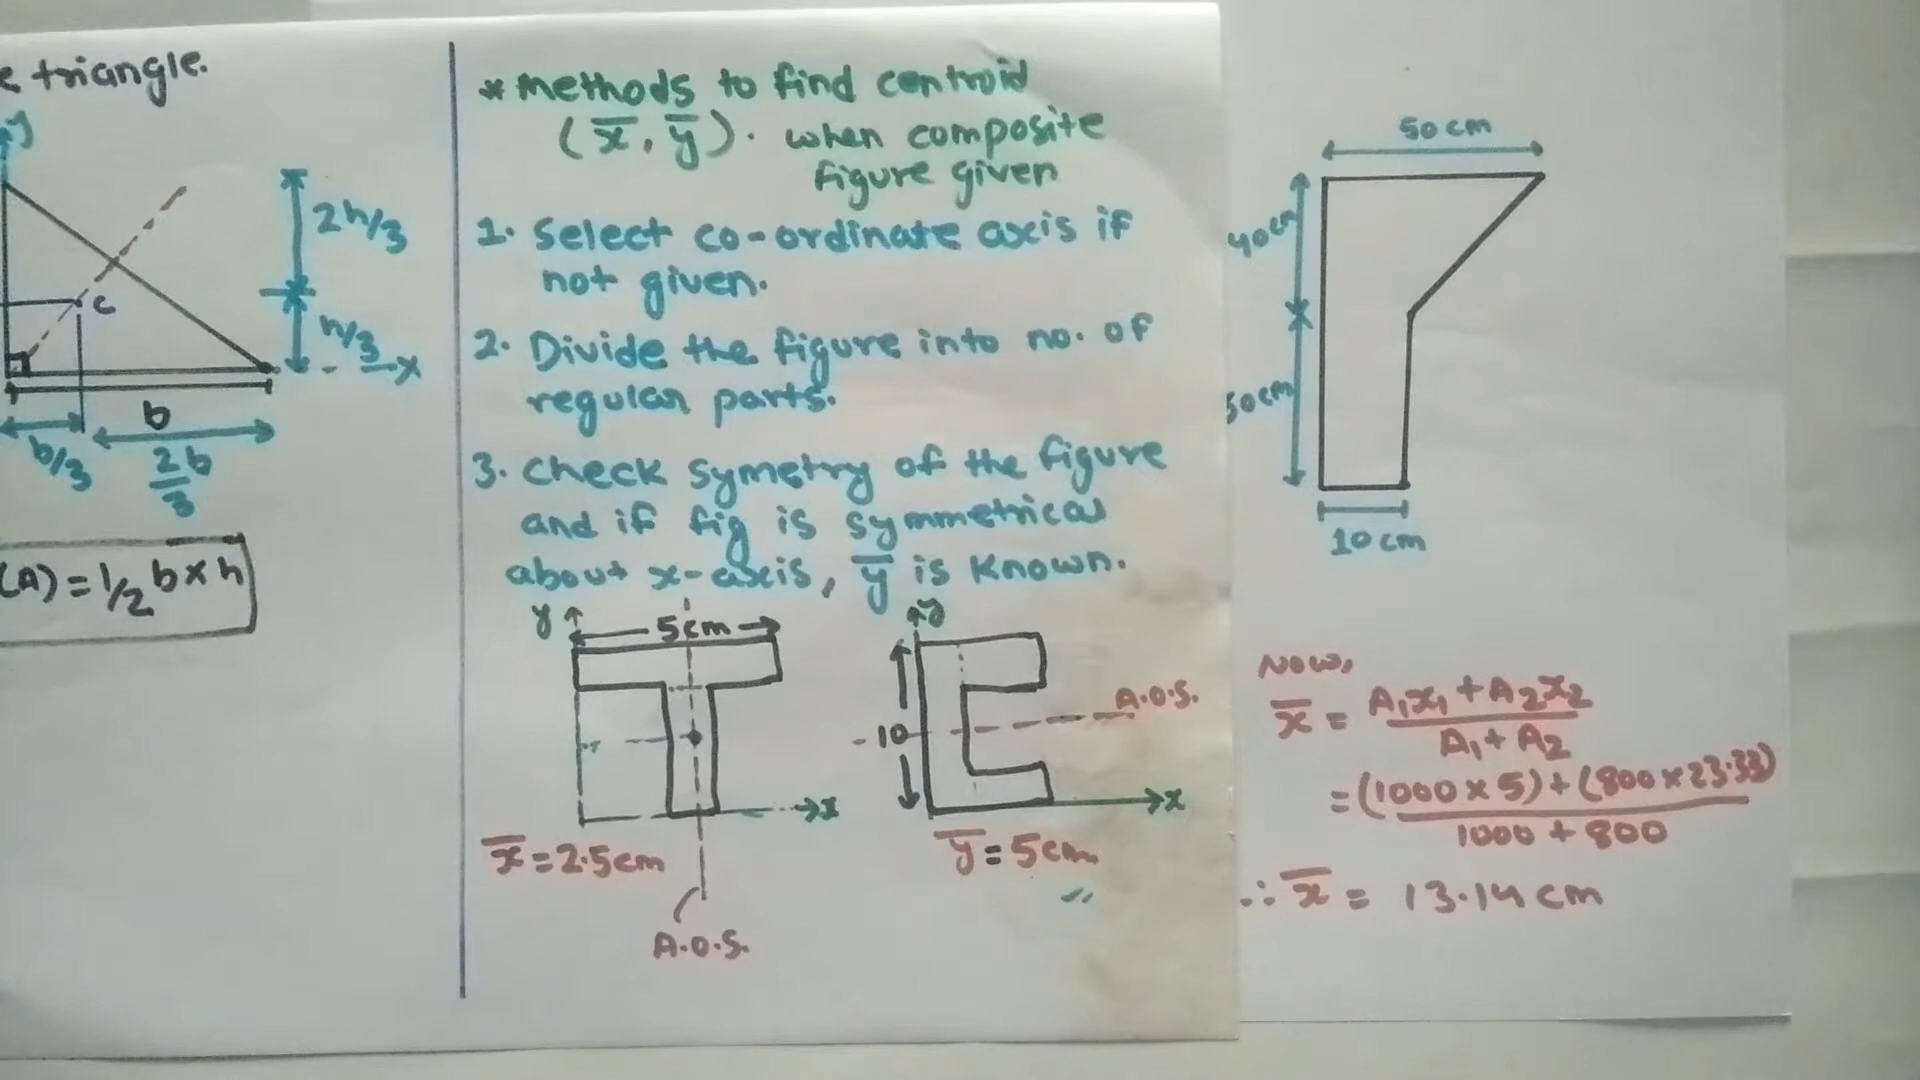 e triangle.
y
2h/3
c
h/3
x
b
b/3
2b
3
(A) = 1/2 b x h
* Methods to find centroid
(x̅, y̅). when composite
figure given
1. Select co-ordinate axis if
not given.
2. Divide the figure into no. of
regular parts.
3. Check symetry of the figure
and if fig is symmetrical
about x-axis, y̅ is known.
y
5cm
x
x̅ = 2.5cm
A.O.S.
y
10
A.O.S.
x
y̅ = 5cm
50 cm
40cm
50cm
10 cm
Now,
x̅ = A₁x₁ + A₂x₂
A₁ + A₂
= (1000 x 5) + (800 x 23.33)
1000 + 800
∴ x̅ = 13.14 cm